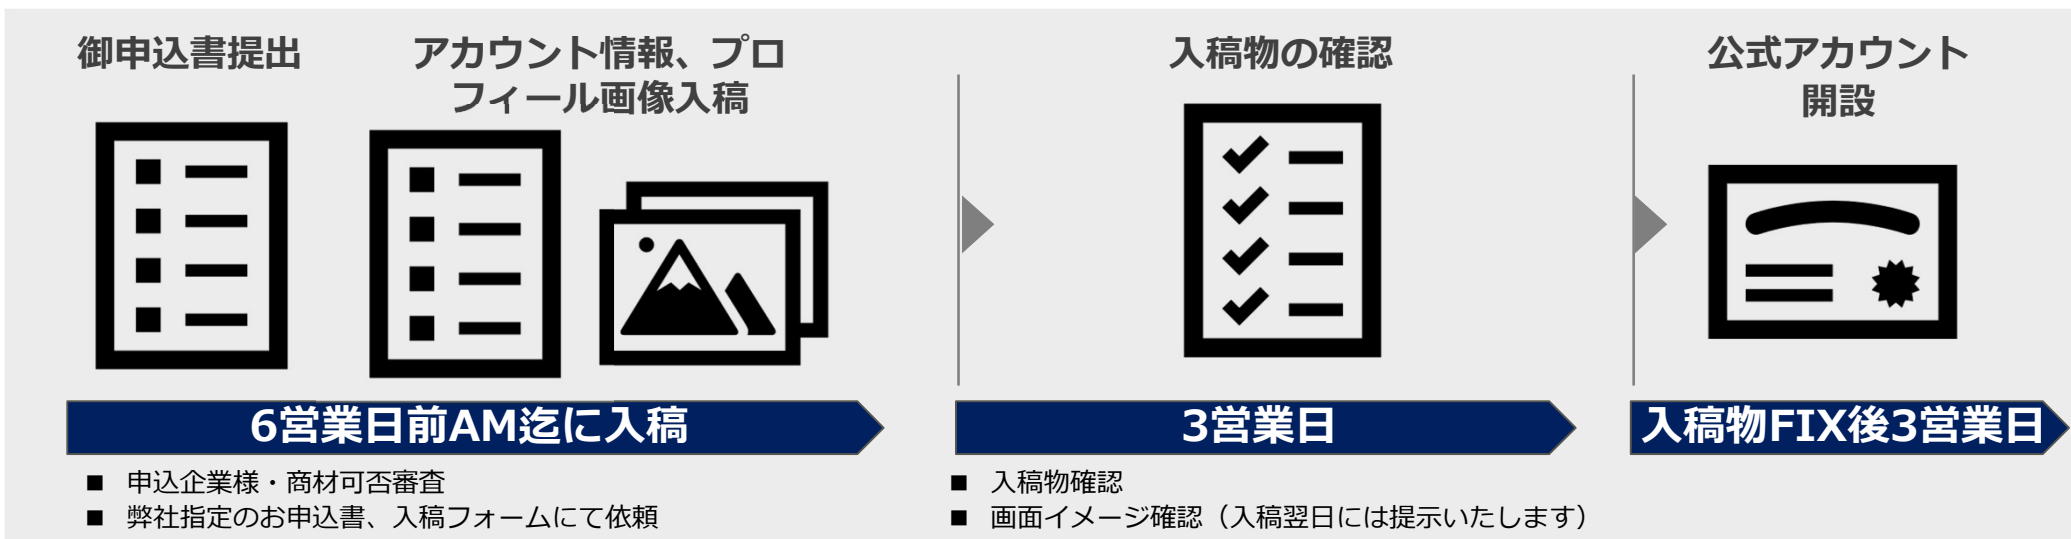 御申込書提出
アカウント情報、プロ
フィール画像入稿
入稿物の確認
公式アカウント
開設
6営業日前AM迄に入稿
3営業日
入稿物FIX後3営業日
■ 申込企業様・商材可否審査
■ 弊社指定のお申込書、入稿フォームにて依頼
■ 入稿物確認
■ 画面イメージ確認（入稿翌日には提示いたします）